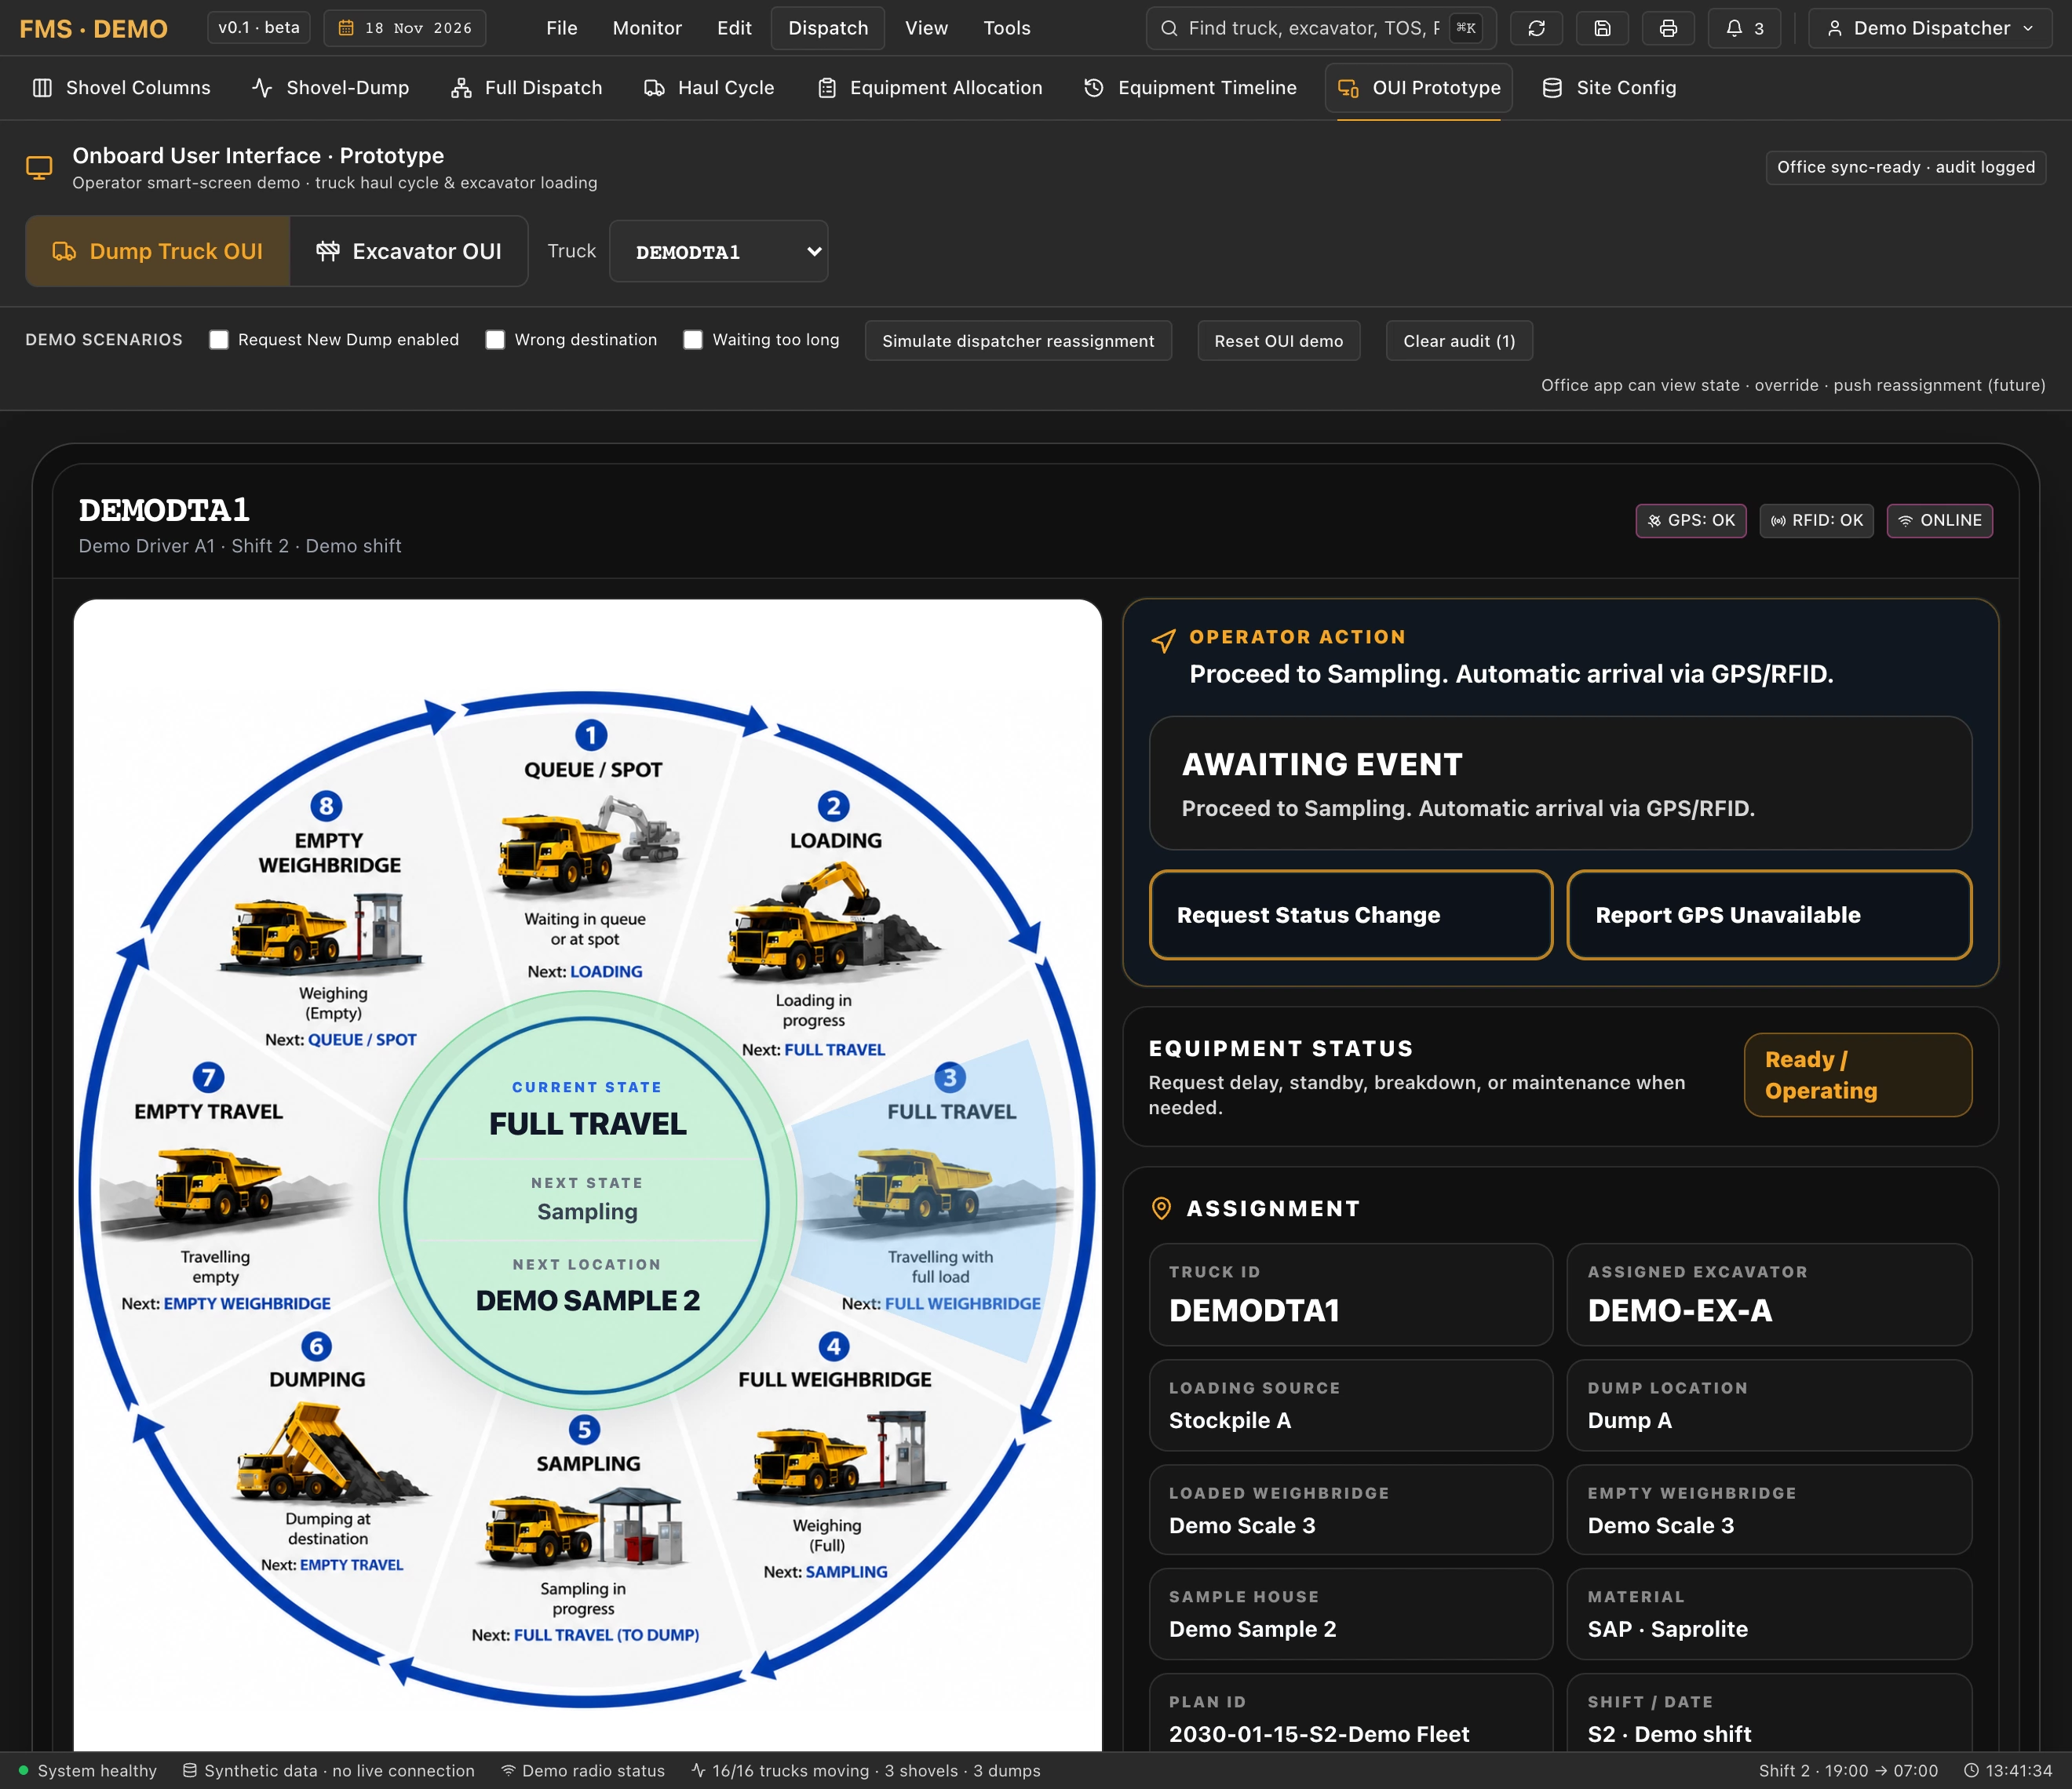 FMS · DEMO
v0.1 · beta
18 Nov 2026
File
Monitor
Edit
Dispatch
View
Tools
Find truck, excavator, TOS, F
⌘K
3
Demo Dispatcher
Shovel Columns
Shovel-Dump
Full Dispatch
Haul Cycle
Equipment Allocation
Equipment Timeline
OUI Prototype
Site Config
Onboard User Interface · Prototype
Operator smart-screen demo · truck haul cycle & excavator loading
Office sync-ready · audit logged
Dump Truck OUI
Excavator OUI
Truck
DEMODTA1
DEMO SCENARIOS
Request New Dump enabled
Wrong destination
Waiting too long
Simulate dispatcher reassignment
Reset OUI demo
Clear audit (1)
Office app can view state · override · push reassignment (future)
DEMODTA1
Demo Driver A1 · Shift 2 · Demo shift
GPS: OK
RFID: OK
ONLINE
1
QUEUE / SPOT
Waiting in queue
or at spot
Next: LOADING
2
LOADING
Loading in
progress
Next: FULL TRAVEL
3
FULL TRAVEL
Travelling with
full load
Next: FULL WEIGHBRIDGE
4
FULL WEIGHBRIDGE
Weighing
(Full)
Next: SAMPLING
5
SAMPLING
Sampling in
progress
Next: FULL TRAVEL (TO DUMP)
6
DUMPING
Dumping at
destination
Next: EMPTY TRAVEL
7
EMPTY TRAVEL
Travelling
empty
Next: EMPTY WEIGHBRIDGE
8
EMPTY
WEIGHBRIDGE
Weighing
(Empty)
Next: QUEUE / SPOT
CURRENT STATE
FULL TRAVEL
NEXT STATE
Sampling
NEXT LOCATION
DEMO SAMPLE 2
OPERATOR ACTION
Proceed to Sampling. Automatic arrival via GPS/RFID.
AWAITING EVENT
Proceed to Sampling. Automatic arrival via GPS/RFID.
Request Status Change
Report GPS Unavailable
EQUIPMENT STATUS
Request delay, standby, breakdown, or maintenance when
needed.
Ready /
Operating
ASSIGNMENT
TRUCK ID
DEMODTA1
ASSIGNED EXCAVATOR
DEMO-EX-A
LOADING SOURCE
Stockpile A
DUMP LOCATION
Dump A
LOADED WEIGHBRIDGE
Demo Scale 3
EMPTY WEIGHBRIDGE
Demo Scale 3
SAMPLE HOUSE
Demo Sample 2
MATERIAL
SAP · Saprolite
PLAN ID
2030-01-15-S2-Demo Fleet
SHIFT / DATE
S2 · Demo shift
System healthy
Synthetic data · no live connection
Demo radio status
16/16 trucks moving · 3 shovels · 3 dumps
Shift 2 · 19:00 → 07:00
13:41:34